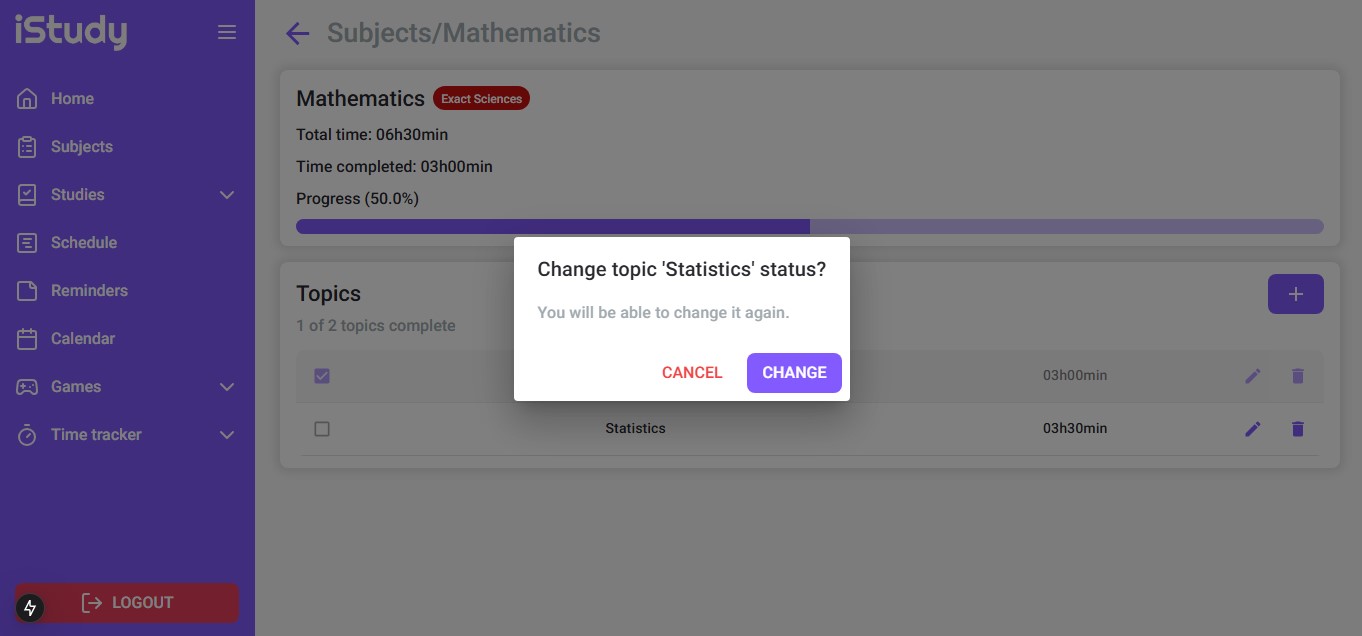 iStudy
Home
Subjects
Studies
Schedule
Reminders
Calendar
Games
Time tracker
LOGOUT
Subjects/Mathematics
Mathematics Exact Sciences
Total time: 06h30min
Time completed: 03h00min
Progress (50.0%)
Topics
1 of 2 topics complete
03h00min
Statistics 03h30min
Change topic 'Statistics' status?
You will be able to change it again.
CANCEL CHANGE